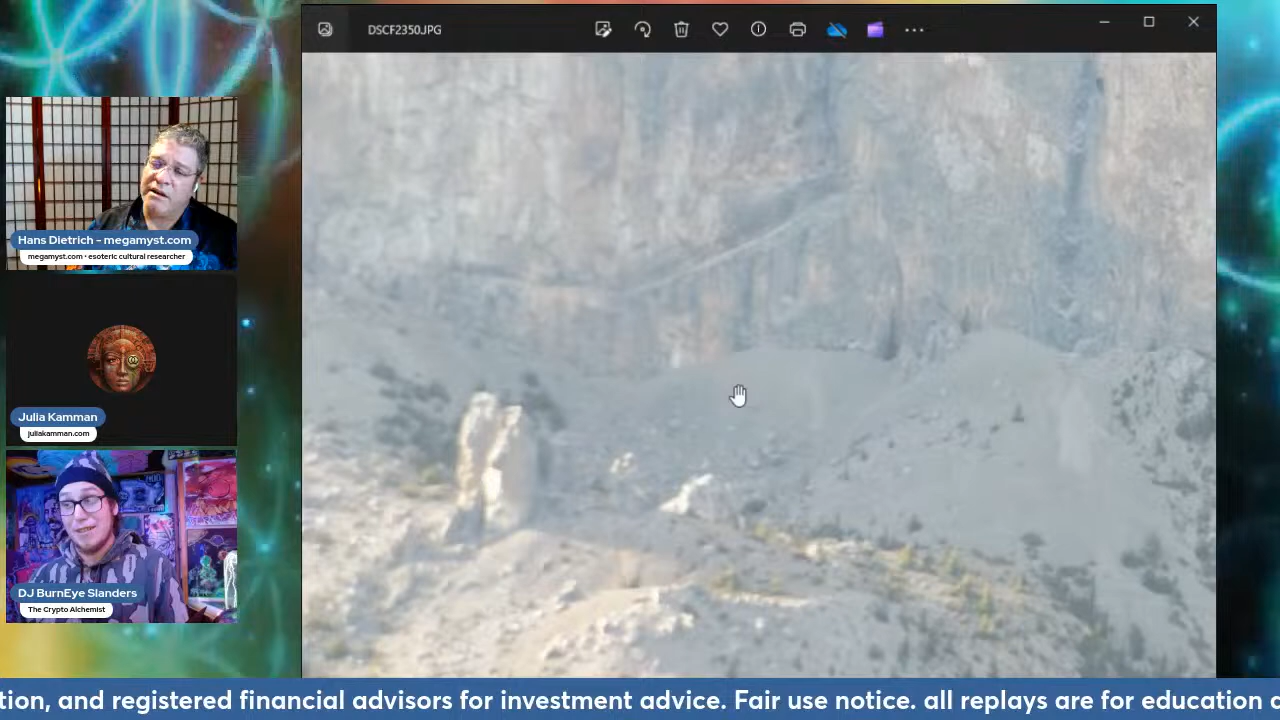 DSCF2350.JPG
Hans Dietrich - megamyst.com
megamyst.com • esoteric cultural researcher
Julia Kamman
juliakamman.com
DJ BurnEye Slanders
The Crypto Alchemist
tion, and registered financial advisors for investment advice. Fair use notice. all replays are for education